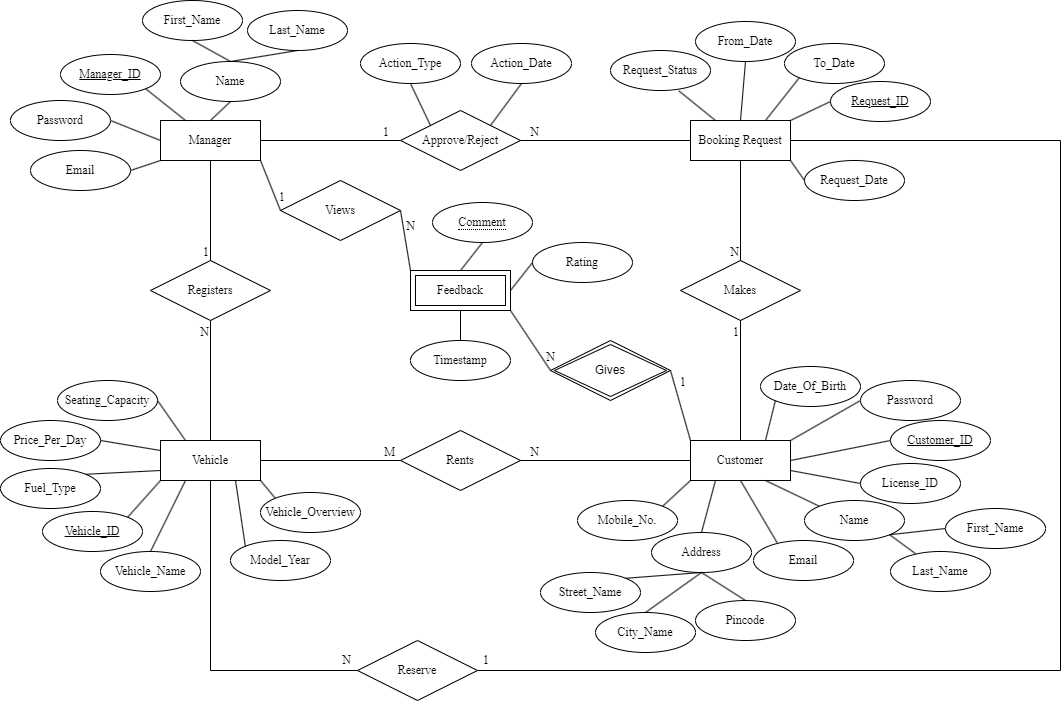 First_Name
Last_Name
Manager_ID
Name
Password
Email
Manager
1
Action_Type
Action_Date
Approve/Reject
N
Request_Status
From_Date
To_Date
Request_ID
Booking Request
Request_Date
1
Views
N
Comment
Rating
Feedback
Timestamp
1
Registers
N
N
Makes
1
N
Gives
1
Seating_Capacity
Price_Per_Day
Fuel_Type
Vehicle_ID
Vehicle_Name
Vehicle
Vehicle_Overview
Model_Year
M
Rents
N
Date_Of_Birth
Password
Customer_ID
License_ID
Customer
Name
First_Name
Last_Name
Mobile_No.
Address
Email
Street_Name
City_Name
Pincode
N
Reserve
1